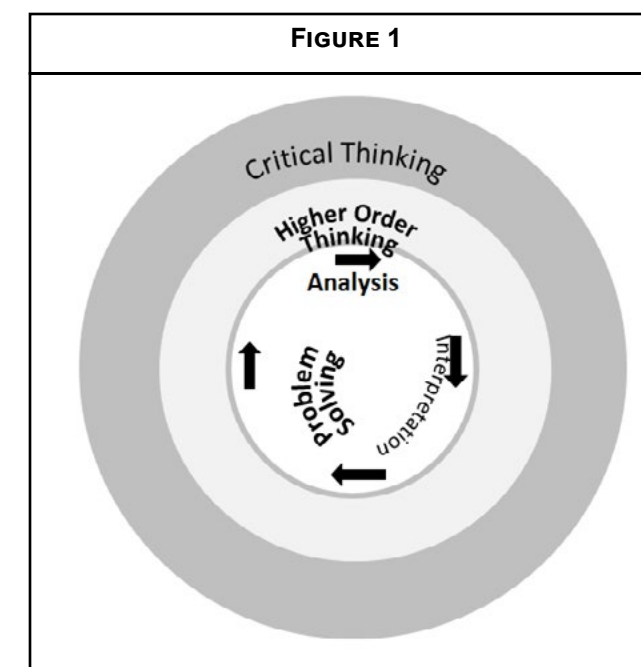 FIGURE 1
Critical Thinking
Higher Order
Thinking
Analysis
Interpretation
Problem
Solving